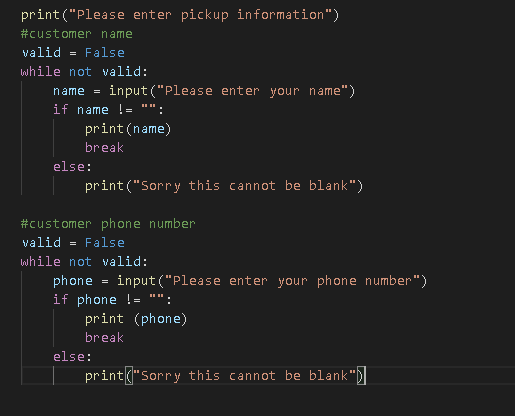 print("Please enter pickup information")
#customer name
valid = False
while not valid:
    name = input("Please enter your name")
    if name != "":
        print(name)
        break
    else:
        print("Sorry this cannot be blank")

#customer phone number
valid = False
while not valid:
    phone = input("Please enter your phone number")
    if phone != "":
        print (phone)
        break
    else:
        print("Sorry this cannot be blank")